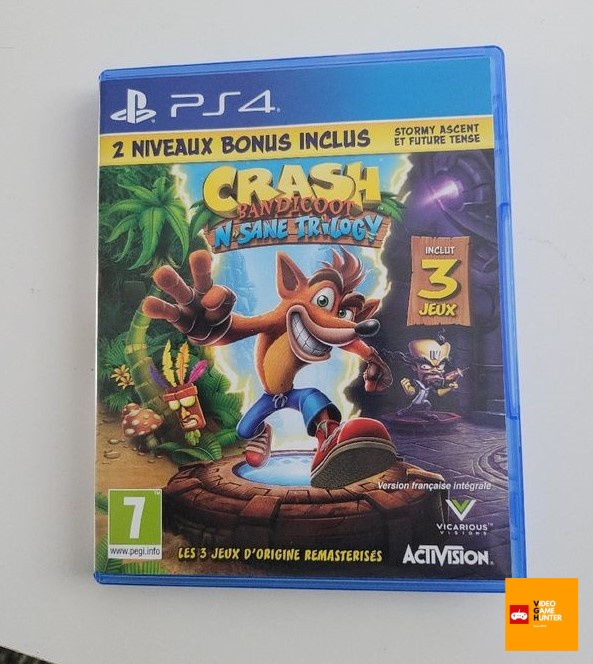 PS4
2 NIVEAUX BONUS INCLUS
STORMY ASCENT
ET FUTURE TENSE
CRASH
BANDICOOT
N. SANE TRILOGY
INCLUT
3
JEUX
Version française intégrale
7
www.pegi.info
VICARIOUS™
VISIONS
LES 3 JEUX D'ORIGINE REMASTERISÉS
ACTIVISION®
VIDEO
GAME
HUNTER